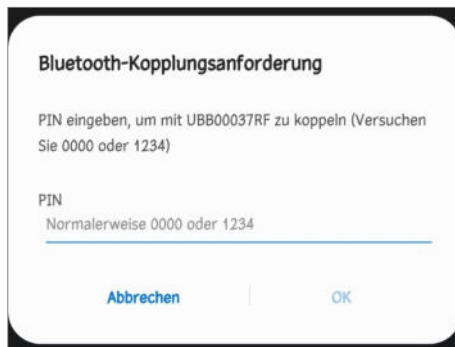 Bluetooth-Kopplungsanforderung
PIN eingeben, um mit UBB00037RF zu koppeln (Versuchen
Sie 0000 oder 1234)
PIN
Normalerweise 0000 oder 1234
Abbrechen OK